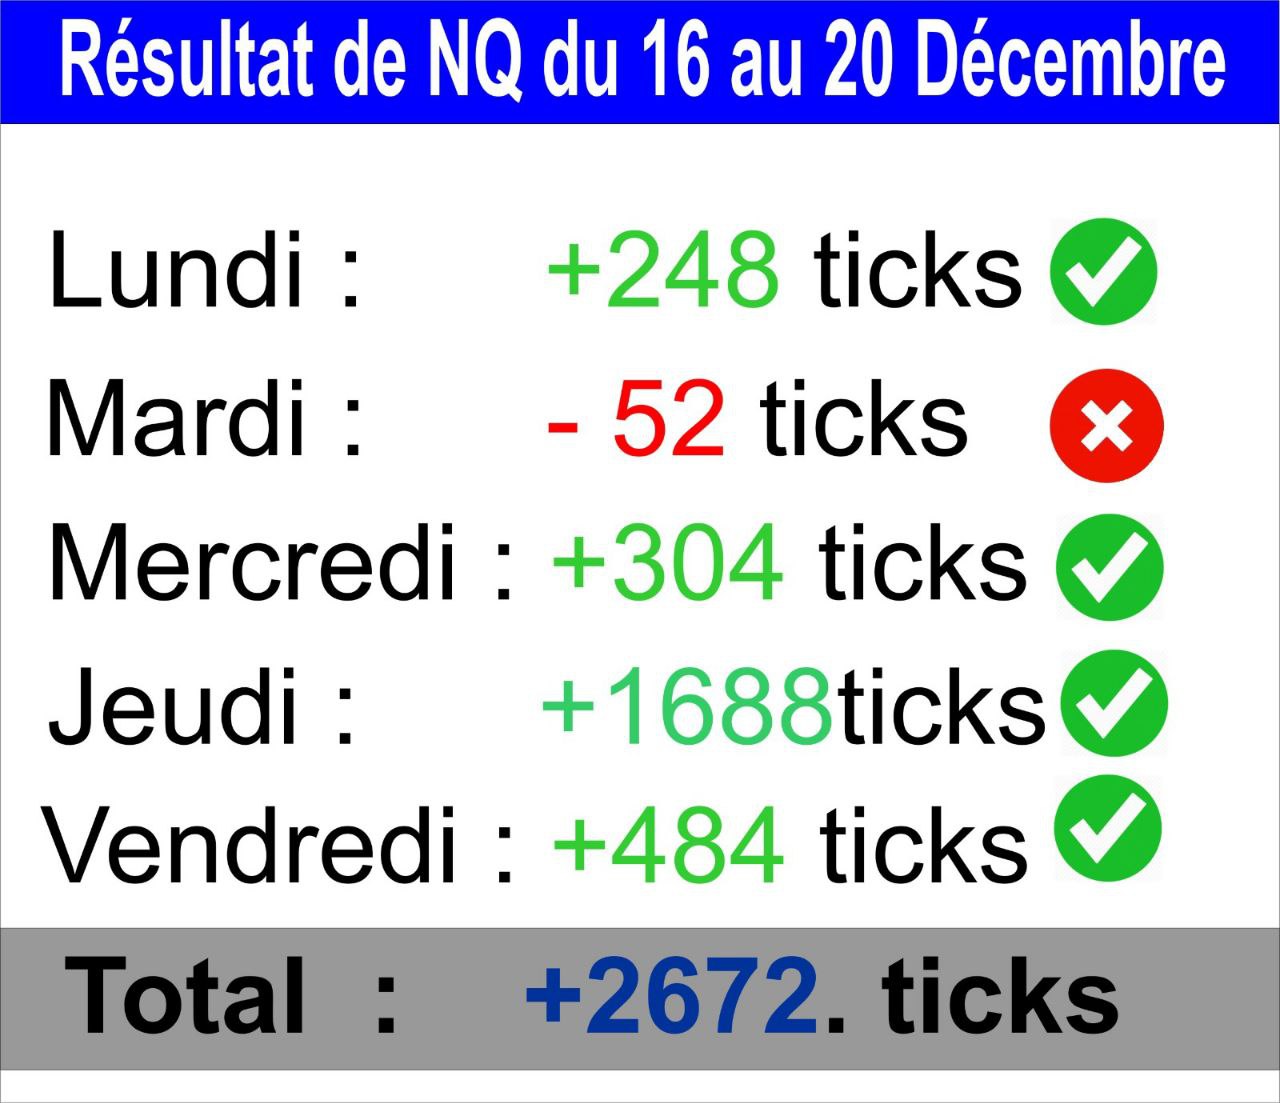 Résultat de NQ du 16 au 20 Décembre
Lundi : +248 ticks
Mardi : - 52 ticks
Mercredi : +304 ticks
Jeudi : +1688ticks
Vendredi : +484 ticks
Total : +2672. ticks